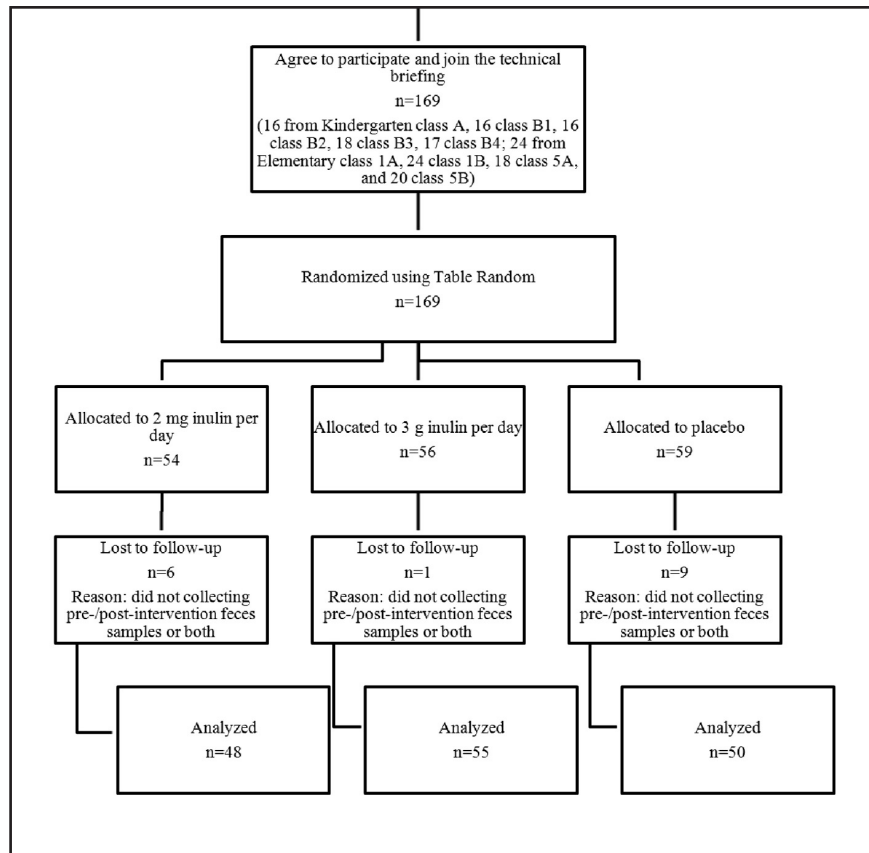 Agree to participate and join the technical
briefing
n=169
(16 from Kindergarten class A, 16 class B1, 16
class B2, 18 class B3, 17 class B4; 24 from
Elementary class 1A, 24 class 1B, 18 class 5A,
and 20 class 5B)
Randomized using Table Random
n=169
Allocated to 2 mg inulin per
day
n=54
Allocated to 3 g inulin per day
n=56
Allocated to placebo
n=59
Lost to follow-up
n=6
Reason: did not collecting
pre-/post-intervention feces
samples or both
Lost to follow-up
n=1
Reason: did not collecting
pre-/post-intervention feces
samples or both
Lost to follow-up
n=9
Reason: did not collecting
pre-/post-intervention feces
samples or both
Analyzed
n=48
Analyzed
n=55
Analyzed
n=50